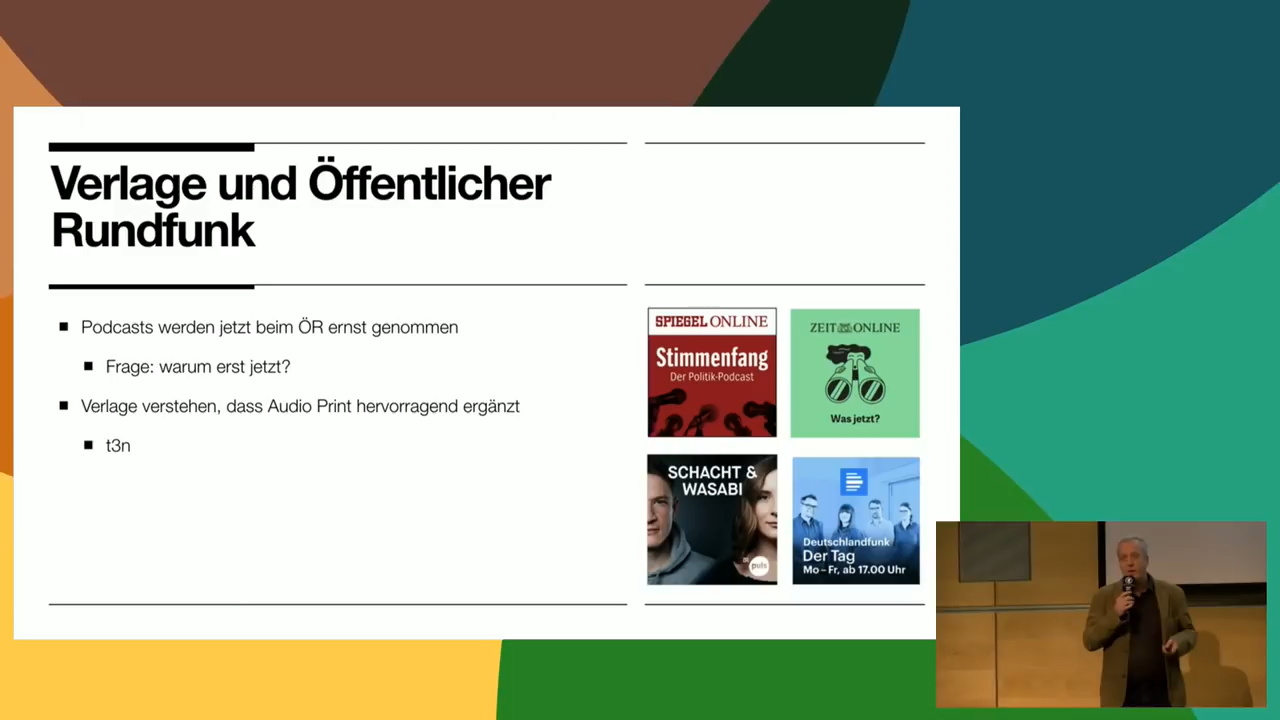 Verlage und Öffentlicher
Rundfunk
Podcasts werden jetzt beim ÖR ernst genommen
Frage: warum erst jetzt?
Verlage verstehen, dass Audio Print hervorragend ergänzt
t3n
SPIEGEL ONLINE
Stimmenfang
Der Politik-Podcast
ZEIT ONLINE
Was jetzt?
SCHACHT &
WASABI
puls
Deutschlandfunk
Der Tag
Mo – Fr, ab 17.00 Uhr